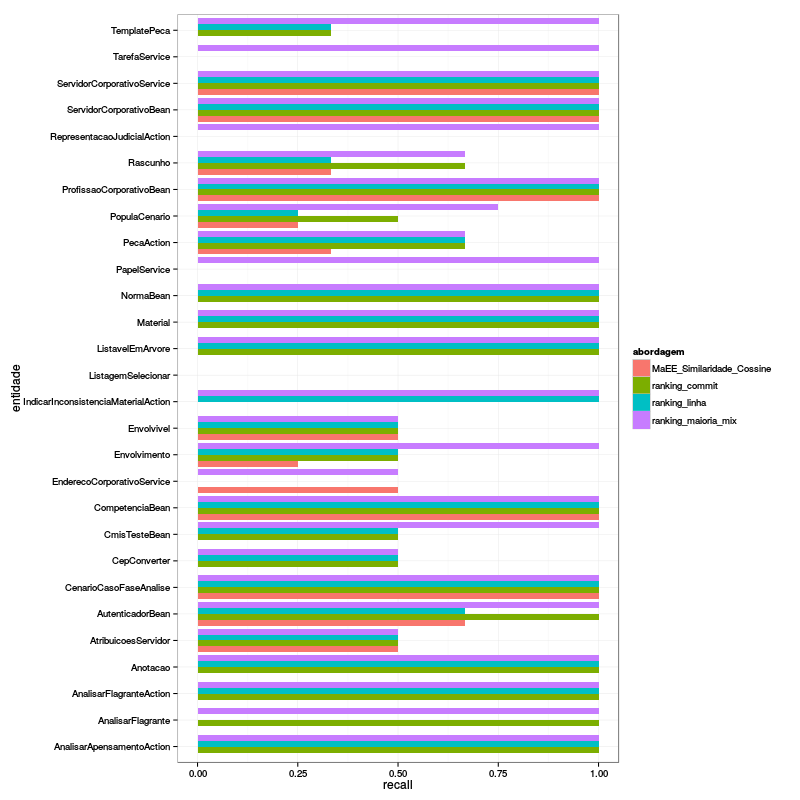 TemplatePeca
TarefaService
ServidorCorporativoService
ServidorCorporativoBean
RepresentacaoJudicialAction
Rascunho
ProfissaoCorporativoBean
PopulaCenario
PecaAction
PapelService
NormaBean
Material
ListavelEmArvore
ListagemSelecionar
IndicarInconsistenciaMaterialAction
Envolvivel
Envolvimento
EnderecoCorporativoService
CompetenciaBean
CmisTesteBean
CepConverter
CenarioCasoFaseAnalise
AutenticadorBean
AtribuicoesServidor
Anotacao
AnalisarFlagranteAction
AnalisarFlagrante
AnalisarApensamentoAction
entidade
0.00 0.25 0.50 0.75 1.00
recall
abordagem
MaEE_Similaridade_Cossine
ranking_commit
ranking_linha
ranking_maioria_mix